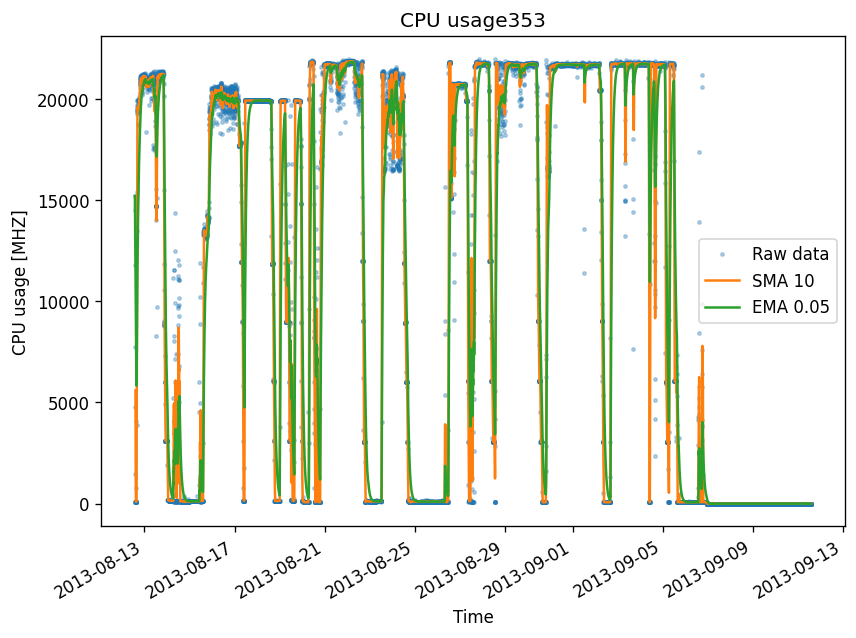 CPU usage353
CPU usage [MHZ]
20000
15000
10000
5000
0
Raw data
SMA 10
EMA 0.05
2013-08-13
2013-08-17
2013-08-21
2013-08-25
2013-08-29
2013-09-01
2013-09-05
2013-09-09
2013-09-13
Time